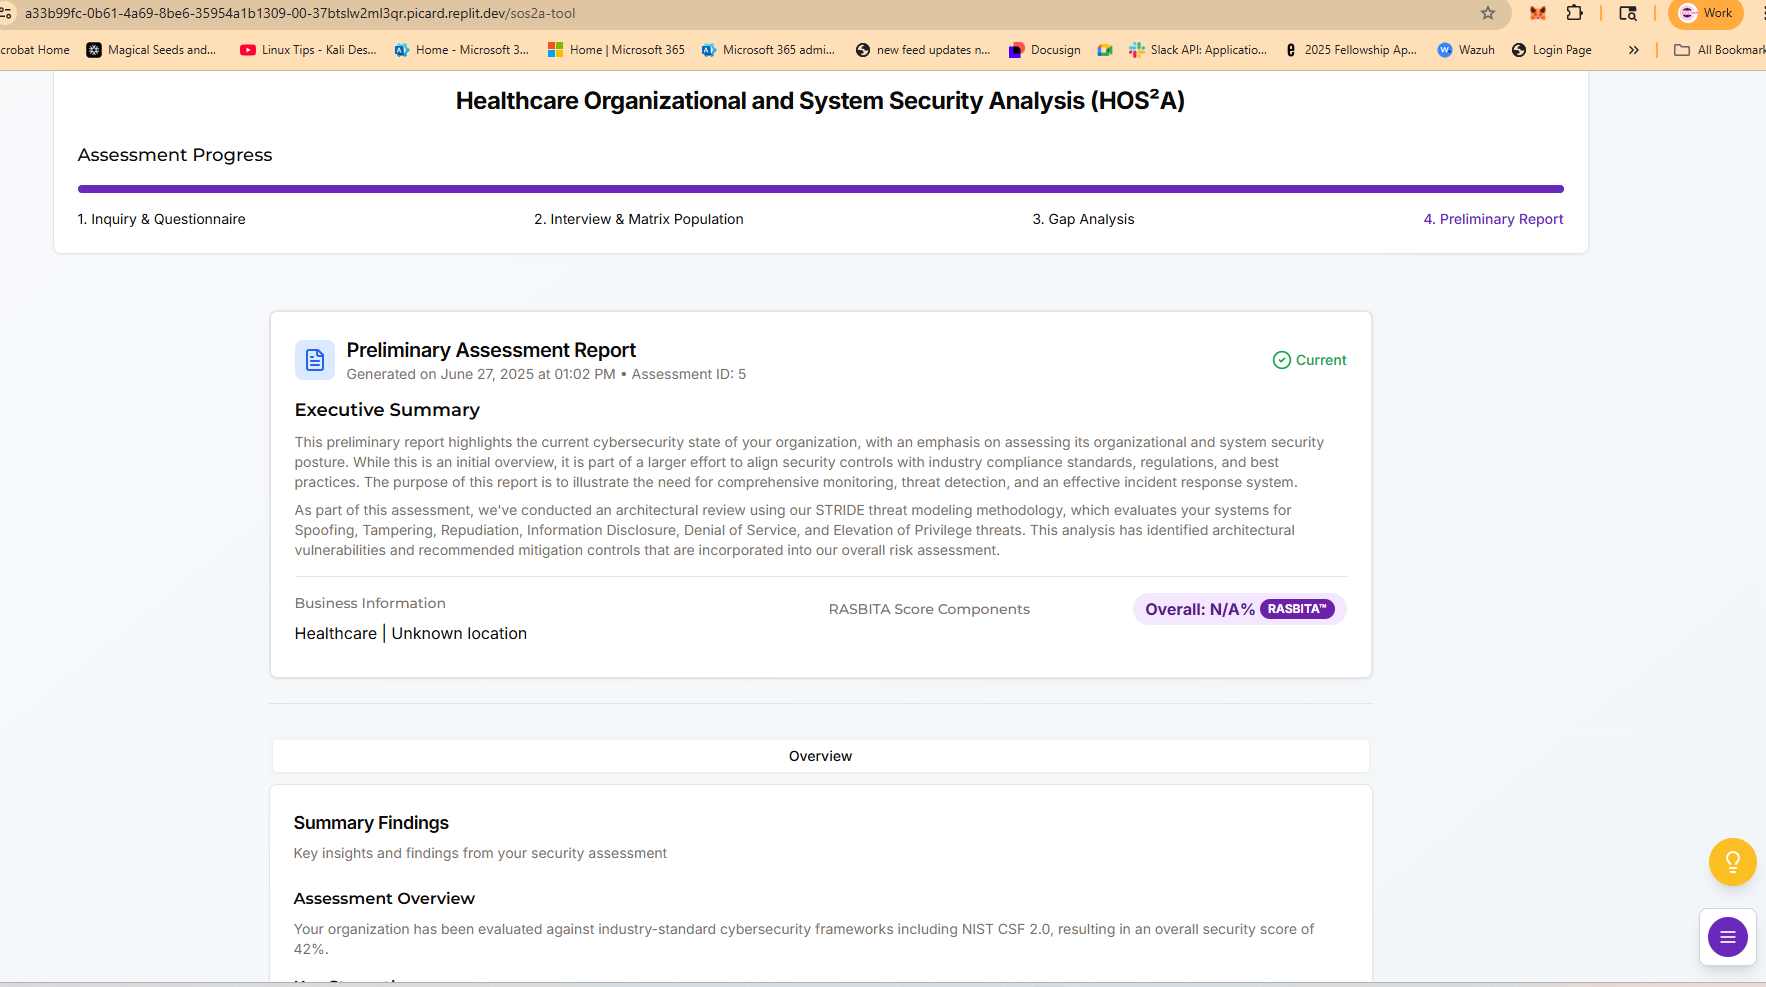 a33b99fc-0b61-4a69-8be6-35954a1b1309-00-37btslw2ml3qr.picard.replit.dev/sos2a-tool
Work
crobat Home
Magical Seeds and...
Linux Tips - Kali Des...
Home - Microsoft 3...
Home | Microsoft 365
Microsoft 365 admi...
new feed updates n...
Docusign
Slack API: Applicatio...
2025 Fellowship Ap...
Wazuh
Login Page
»
All Bookmark
Healthcare Organizational and System Security Analysis (HOS²A)
Assessment Progress
1. Inquiry & Questionnaire
2. Interview & Matrix Population
3. Gap Analysis
4. Preliminary Report
Preliminary Assessment Report
Generated on June 27, 2025 at 01:02 PM • Assessment ID: 5
Current
Executive Summary
This preliminary report highlights the current cybersecurity state of your organization, with an emphasis on assessing its organizational and system security
posture. While this is an initial overview, it is part of a larger effort to align security controls with industry compliance standards, regulations, and best
practices. The purpose of this report is to illustrate the need for comprehensive monitoring, threat detection, and an effective incident response system.
As part of this assessment, we've conducted an architectural review using our STRIDE threat modeling methodology, which evaluates your systems for
Spoofing, Tampering, Repudiation, Information Disclosure, Denial of Service, and Elevation of Privilege threats. This analysis has identified architectural
vulnerabilities and recommended mitigation controls that are incorporated into our overall risk assessment.
Business Information
Healthcare | Unknown location
RASBITA Score Components
Overall: N/A% RASBITA™
Overview
Summary Findings
Key insights and findings from your security assessment
Assessment Overview
Your organization has been evaluated against industry-standard cybersecurity frameworks including NIST CSF 2.0, resulting in an overall security score of
42%.